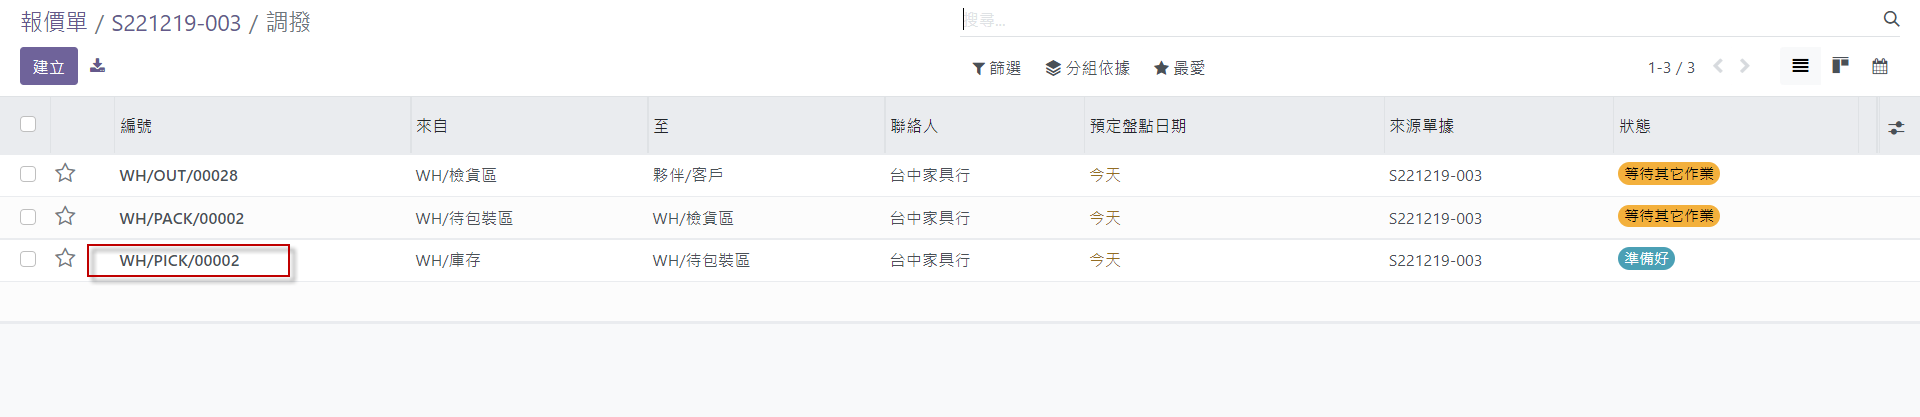 報價單 / S221219-003 / 調撥
搜尋...
建立
篩選 分組依據 最愛
1-3 / 3
編號 來自 至 聯絡人 預定盤點日期 來源單據 狀態
WH/OUT/00028 WH/檢貨區 夥伴/客戶 台中家具行 今天 S221219-003 等待其它作業
WH/PACK/00002 WH/待包裝區 WH/檢貨區 台中家具行 今天 S221219-003 等待其它作業
WH/PICK/00002 WH/庫存 WH/待包裝區 台中家具行 今天 S221219-003 準備好